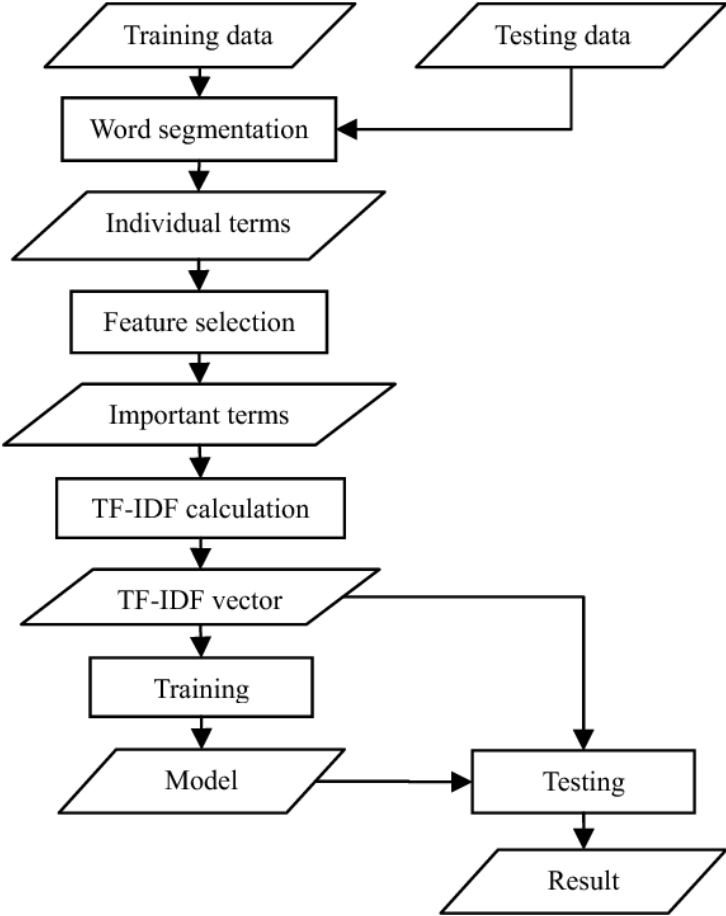 Training data
Testing data
Word segmentation
Individual terms
Feature selection
Important terms
TF-IDF calculation
TF-IDF vector
Training
Model
Testing
Result